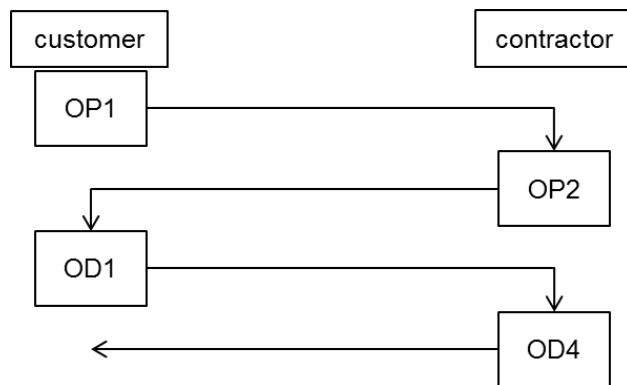 customer
contractor
OP1
OP2
OD1
OD4